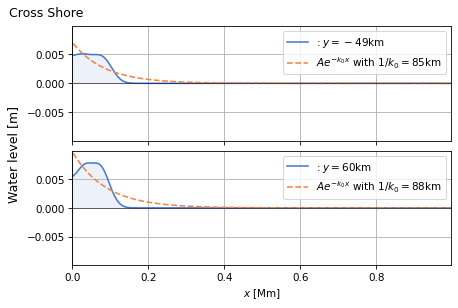 Cross Shore
: y = −49km
Ae^{−k₀x} with 1/k₀ = 85km
0.005
0.000
−0.005
: y = 60km
Ae^{−k₀x} with 1/k₀ = 88km
0.005
0.000
−0.005
Water level [m]
0.0 0.2 0.4 0.6 0.8
x [Mm]